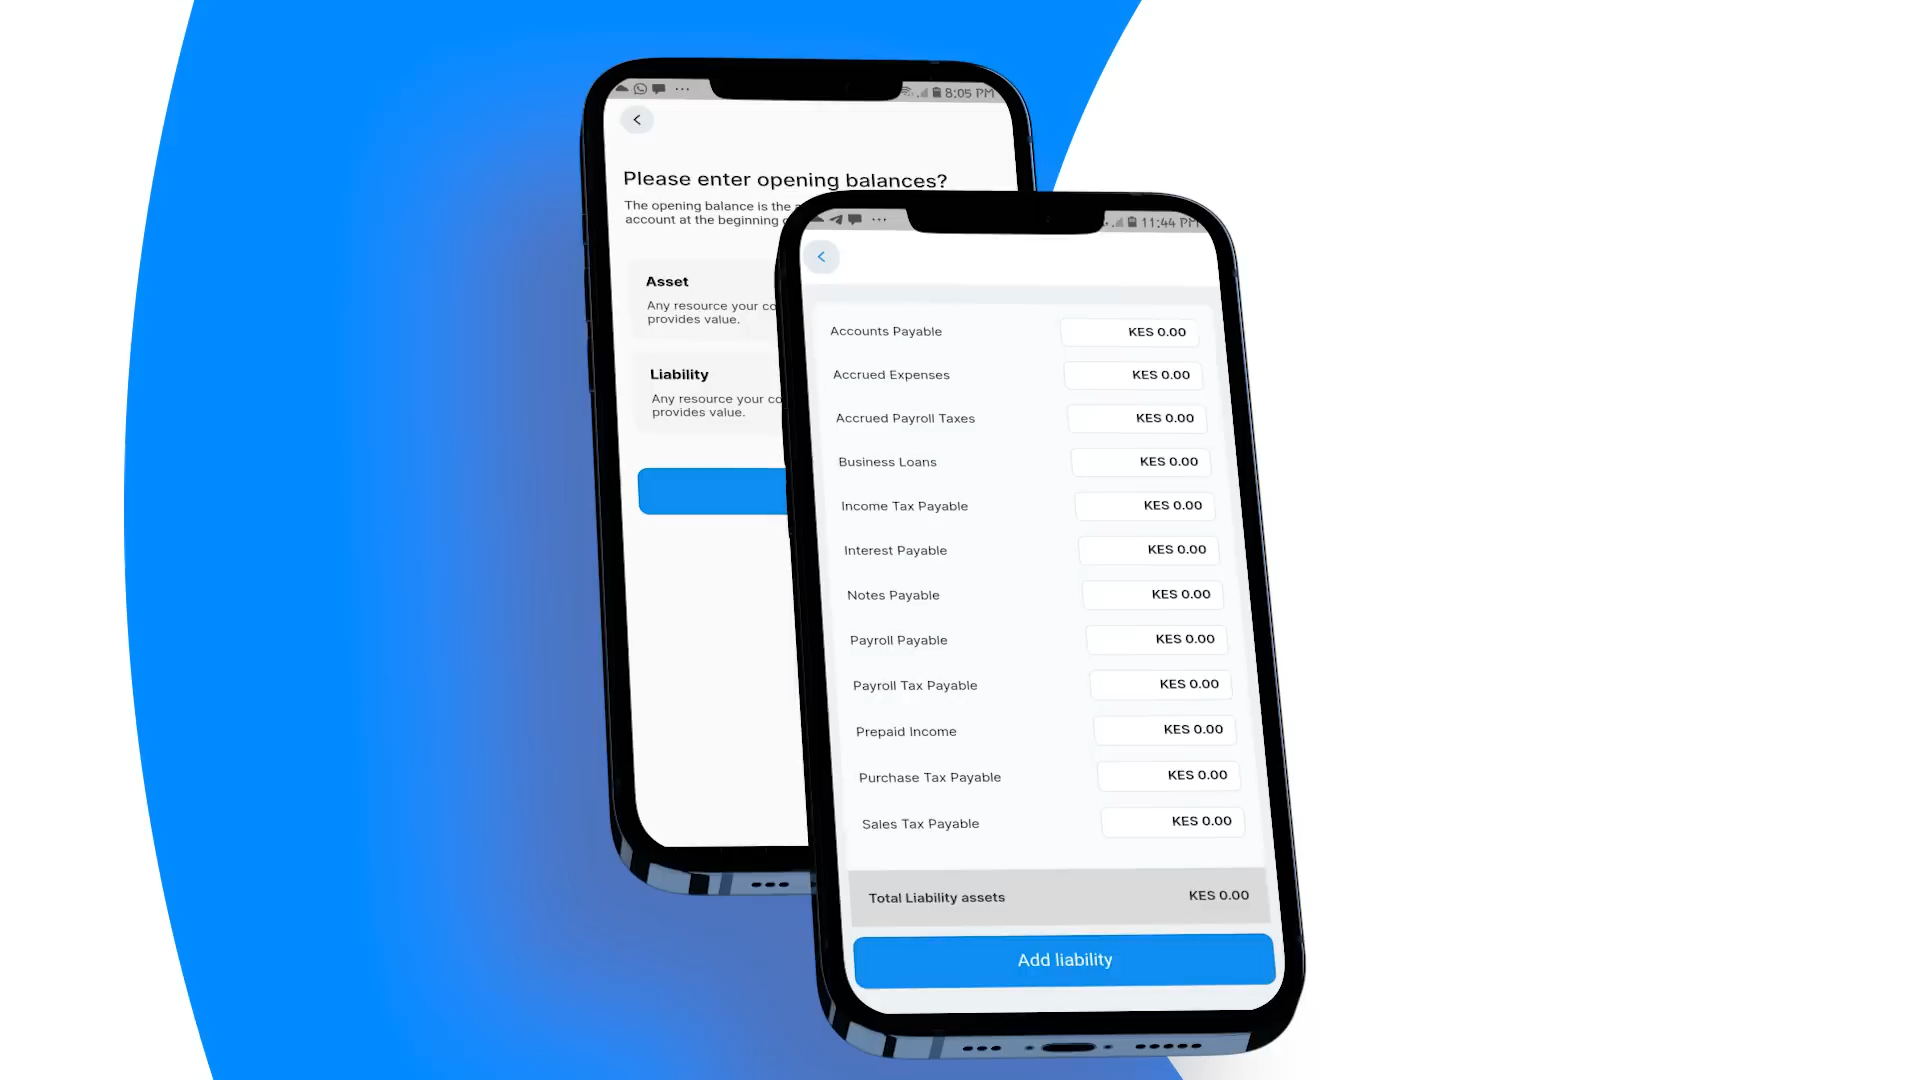 8:05 PM
Please enter opening balances?
The opening balance is the
account at the beginning
Asset
Any resource your
provides value.
Liability
Any resource your
provides value.
11:44 PM
Accounts Payable KES 0.00
Accrued Expenses KES 0.00
Accrued Payroll Taxes KES 0.00
Business Loans KES 0.00
Income Tax Payable KES 0.00
Interest Payable KES 0.00
Notes Payable KES 0.00
Payroll Payable KES 0.00
Payroll Tax Payable KES 0.00
Prepaid Income KES 0.00
Purchase Tax Payable KES 0.00
Sales Tax Payable KES 0.00
Total Liability assets KES 0.00
Add liability